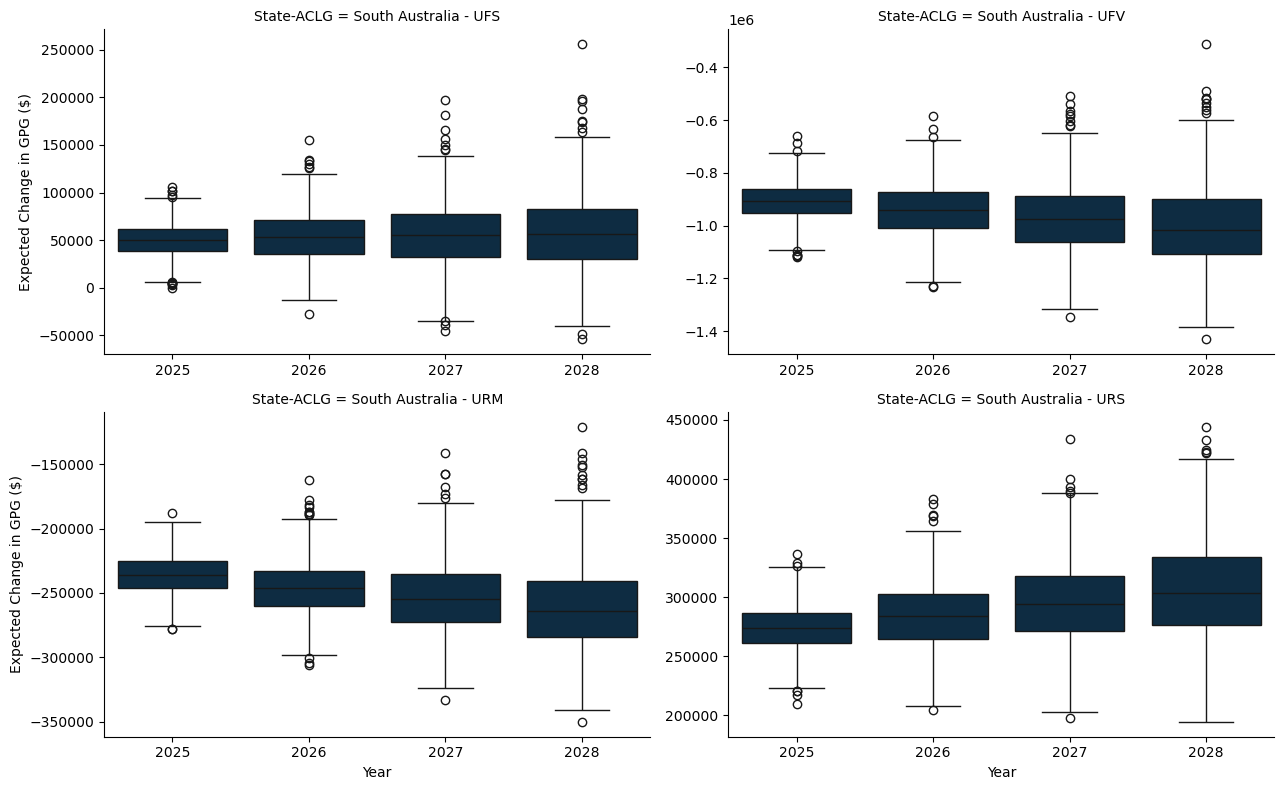 State-ACLG = South Australia - UFS
Expected Change in GPG ($)
250000
200000
150000
100000
50000
0
−50000
2025 2026 2027 2028
State-ACLG = South Australia - UFV
1e6
−0.4
−0.6
−0.8
−1.0
−1.2
−1.4
2025 2026 2027 2028
State-ACLG = South Australia - URM
Expected Change in GPG ($)
−150000
−200000
−250000
−300000
−350000
2025 2026 2027 2028
Year
State-ACLG = South Australia - URS
450000
400000
350000
300000
250000
200000
2025 2026 2027 2028
Year